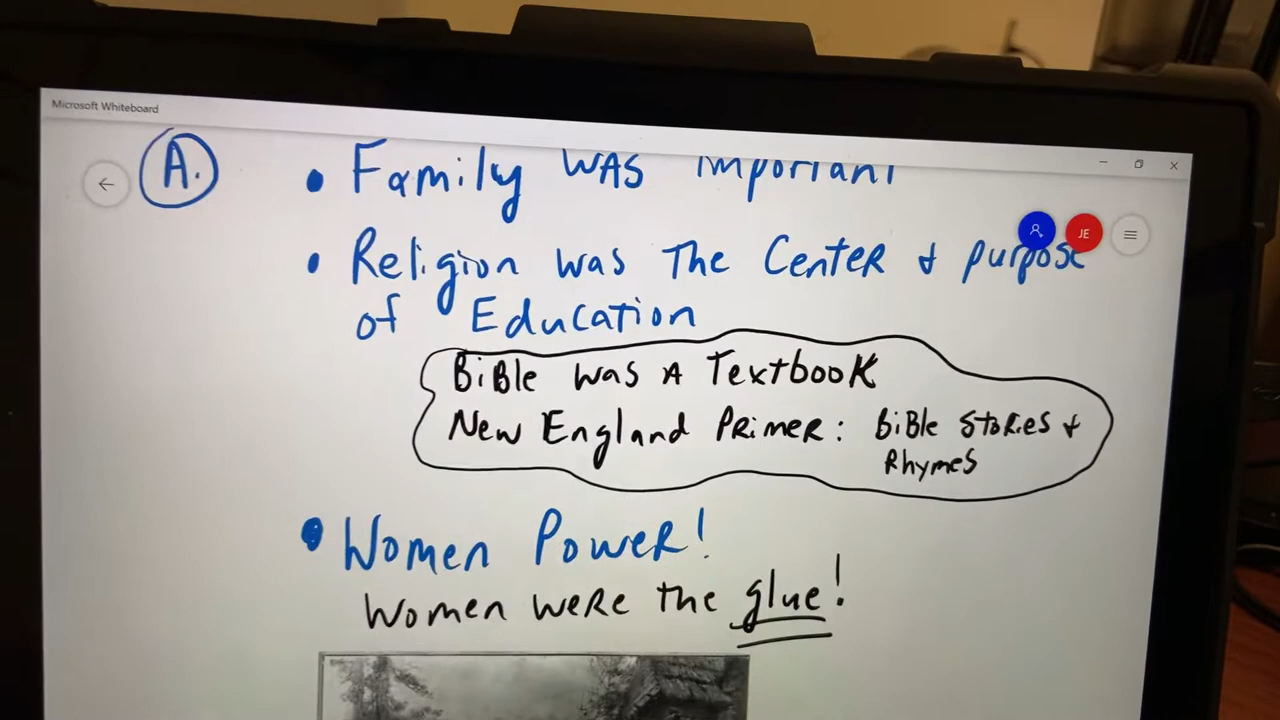 Microsoft Whiteboard
A.
• Family was important
• Religion was the Center & purpose
of Education
Bible was a Textbook
New England Primer: Bible Stories &
Rhymes
• Women Power!
Women were the glue!
JE